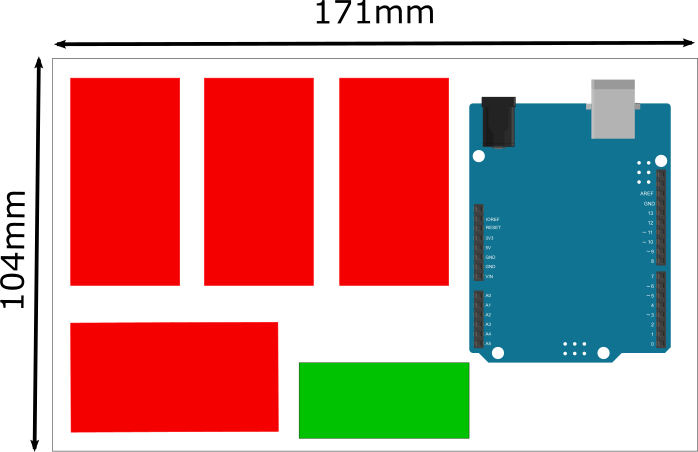 171mm
104mm
IOREF
RESET
3V3
5V
GND
GND
VIN
A0
A1
A2
A3
A4
A5
AREF
GND
13
12
~ 11
~ 10
~ 9
8
7
~ 6
~ 5
4
~ 3
2
1
0